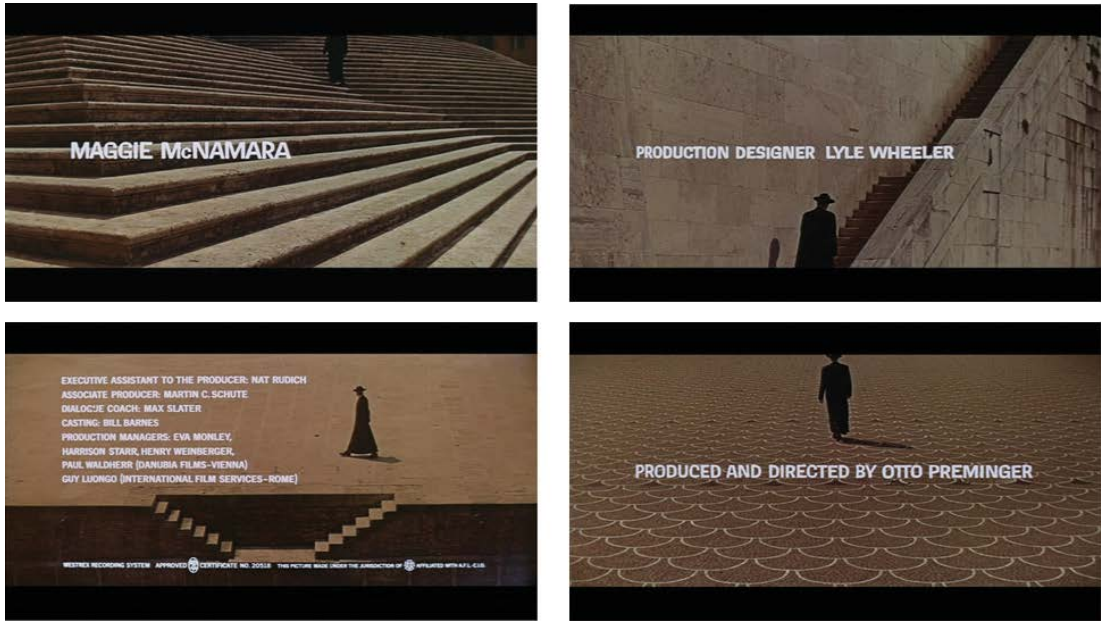 MAGGIE McNAMARA
PRODUCTION DESIGNER LYLE WHEELER
EXECUTIVE ASSISTANT TO THE PRODUCER: NAT RUDICH
ASSOCIATE PRODUCER: MARTIN C. SCHUTE
DIALOGUE COACH: MAX SLATER
CASTING: BILL BARNES
PRODUCTION MANAGERS: EVA MONLEY,
HARRISON STARR, HENRY WEINBERGER,
PAUL WALDHERR (DANUBIA FILMS-VIENNA)
GUY LUONGO (INTERNATIONAL FILM SERVICES-ROME)
WESTREX RECORDING SYSTEM APPROVED CERTIFICATE NO. 20518 THIS PICTURE MADE UNDER THE JURISDICTION OF AFFILIATED WITH A.F.L.-C.I.O.
PRODUCED AND DIRECTED BY OTTO PREMINGER